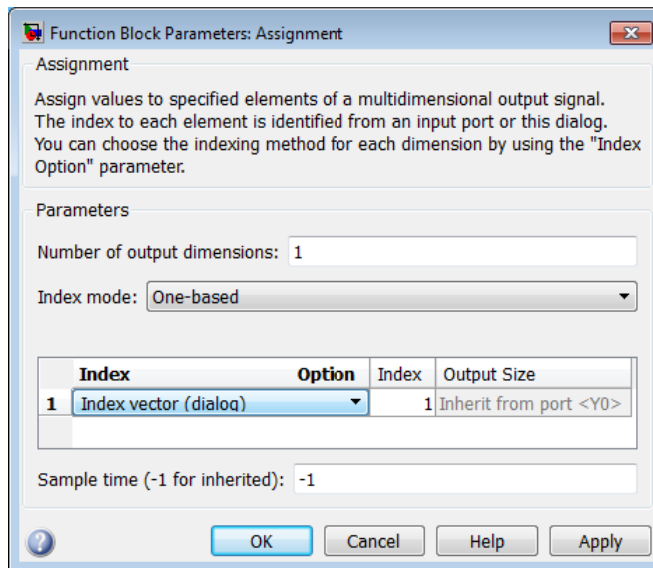 Function Block Parameters: Assignment
Assignment
Assign values to specified elements of a multidimensional output signal.
The index to each element is identified from an input port or this dialog.
You can choose the indexing method for each dimension by using the "Index
Option" parameter.
Parameters
Number of output dimensions: 1
Index mode: One-based
Index Option Index Output Size
1 Index vector (dialog) 1 Inherit from port <Y0>
Sample time (-1 for inherited): -1
? OK Cancel Help Apply